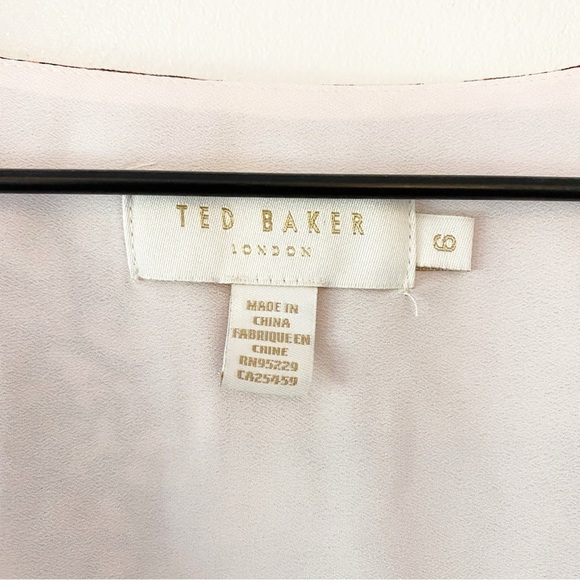 TED BAKER
LONDON
6
MADE IN
CHINA
FABRIQUE EN
CHINE
RN95229
CA25459